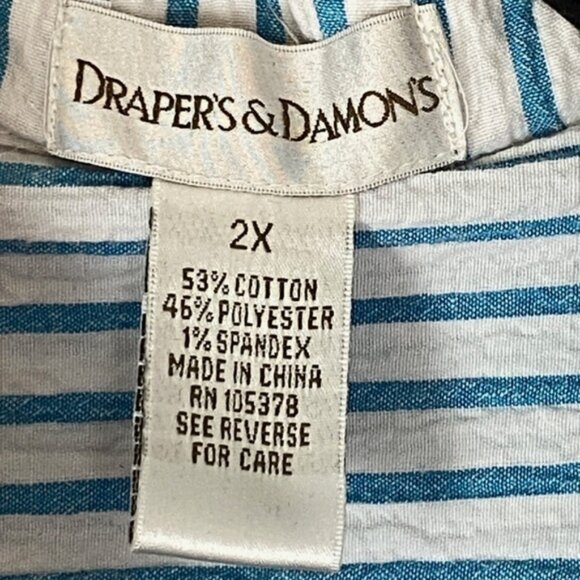 DRAPER'S & DAMON'S
2X
53% COTTON
46% POLYESTER
1% SPANDEX
MADE IN CHINA
RN 105378
SEE REVERSE
FOR CARE